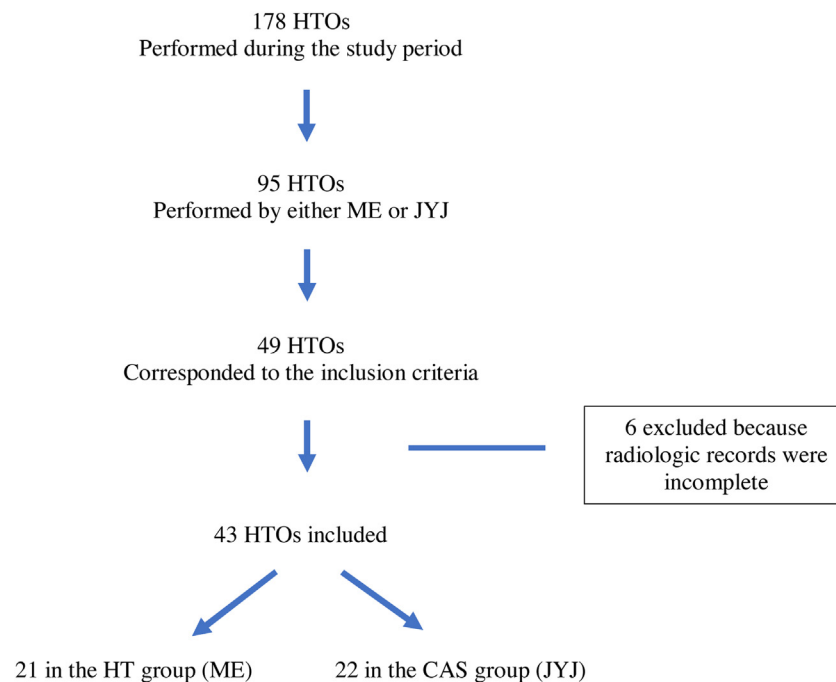 178 HTOs
Performed during the study period
95 HTOs
Performed by either ME or JYJ
49 HTOs
Corresponded to the inclusion criteria
6 excluded because
radiologic records were
incomplete
43 HTOs included
21 in the HT group (ME)
22 in the CAS group (JYJ)